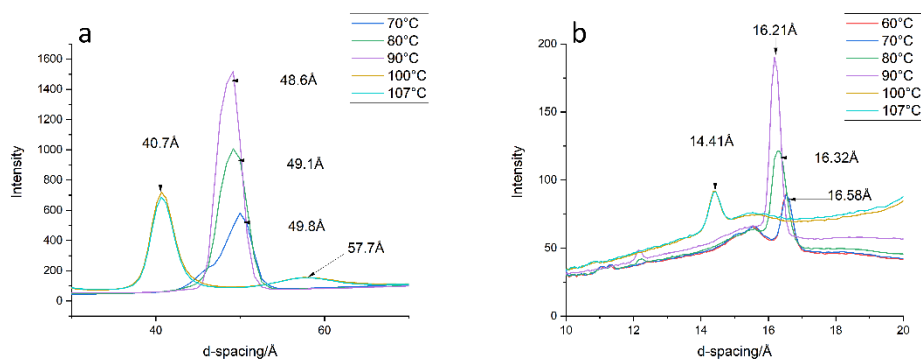 a
70°C
80°C
90°C
100°C
107°C
1600
1400
1200
1000
800
600
400
200
0
Intensity
48.6Å
40.7Å
49.1Å
49.8Å
57.7Å
40
60
d-spacing/Å
b
60°C
70°C
80°C
90°C
100°C
107°C
200
150
100
50
0
Intensity
16.21Å
14.41Å
16.32Å
16.58Å
10
12
14
16
18
20
d-spacing/Å